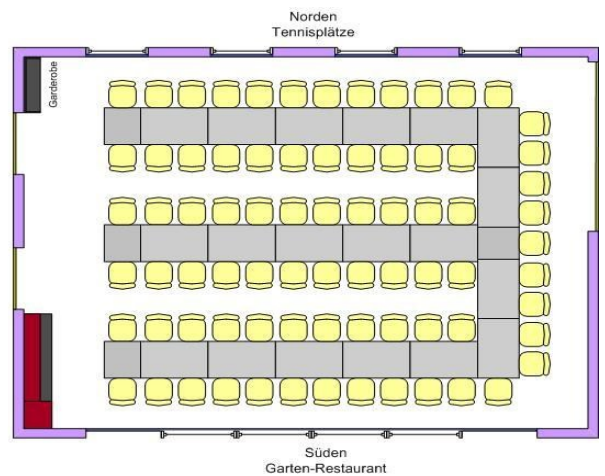 Norden
Tennisplätze
Garderobe
Süden
Garten-Restaurant